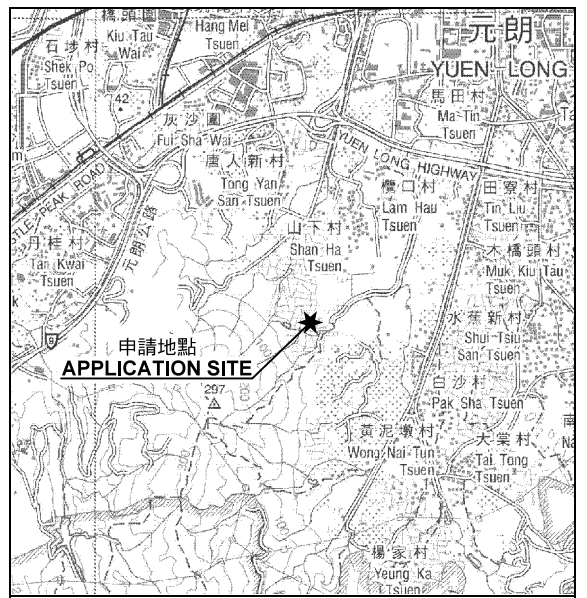 橋頭圍
Kiu Tau
Wai
Hang Mei
Tsuen
元朗
YUEN LONG
石埗村
Shek Po
Tsuen
42
灰沙圍
Fui Sha Wai
馬田村
Ma Tin
Tsuen
YUEN LONG HIGHWAY
唐人新村
Tong Yan
San Tsuen
欖口村
Lam Hau
Tsuen
田寮村
Tin Liu
Tsuen
PEAK ROAD
元朗公路
丹桂村
Tan Kwai
Tsuen
山下村
Shan Ha
Tsuen
木橋頭村
Muk Kiu Tau
Tsuen
水蕉新村
Shui Tsiu
San Tsuen
9
申請地點
APPLICATION SITE
297
白沙村
Pak Sha Tsuen
黃泥墩村
Wong Nai Tun
Tsuen
大棠村
Tai Tong
Tsuen
楊家村
Yeung Ka
Tsuen